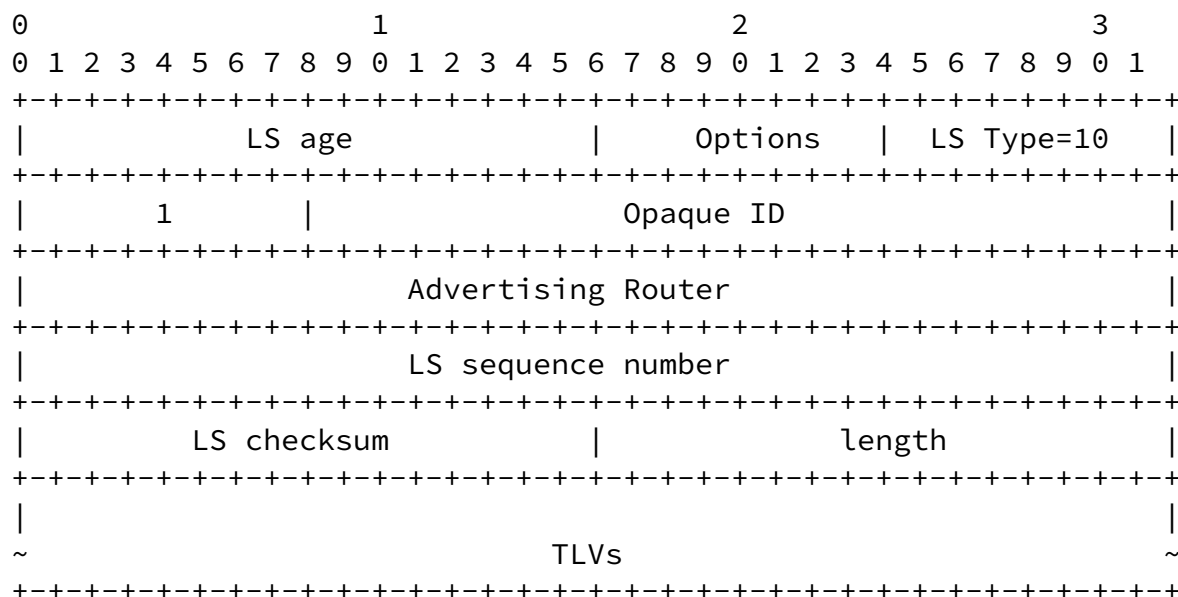 0                   1                   2                   3
0 1 2 3 4 5 6 7 8 9 0 1 2 3 4 5 6 7 8 9 0 1 2 3 4 5 6 7 8 9 0 1
+-+-+-+-+-+-+-+-+-+-+-+-+-+-+-+-+-+-+-+-+-+-+-+-+-+-+-+-+-+-+-+-+
|            LS age             |     Options   |  LS Type=10   |
+-+-+-+-+-+-+-+-+-+-+-+-+-+-+-+-+-+-+-+-+-+-+-+-+-+-+-+-+-+-+-+-+
|       1       |                 Opaque ID                     |
+-+-+-+-+-+-+-+-+-+-+-+-+-+-+-+-+-+-+-+-+-+-+-+-+-+-+-+-+-+-+-+-+
|                     Advertising Router                        |
+-+-+-+-+-+-+-+-+-+-+-+-+-+-+-+-+-+-+-+-+-+-+-+-+-+-+-+-+-+-+-+-+
|                     LS sequence number                        |
+-+-+-+-+-+-+-+-+-+-+-+-+-+-+-+-+-+-+-+-+-+-+-+-+-+-+-+-+-+-+-+-+
|         LS checksum           |             length            |
+-+-+-+-+-+-+-+-+-+-+-+-+-+-+-+-+-+-+-+-+-+-+-+-+-+-+-+-+-+-+-+-+
|                                                               |
~                             TLVs                              ~
+-+-+-+-+-+-+-+-+-+-+-+-+-+-+-+-+-+-+-+-+-+-+-+-+-+-+-+-+-+-+-+-+